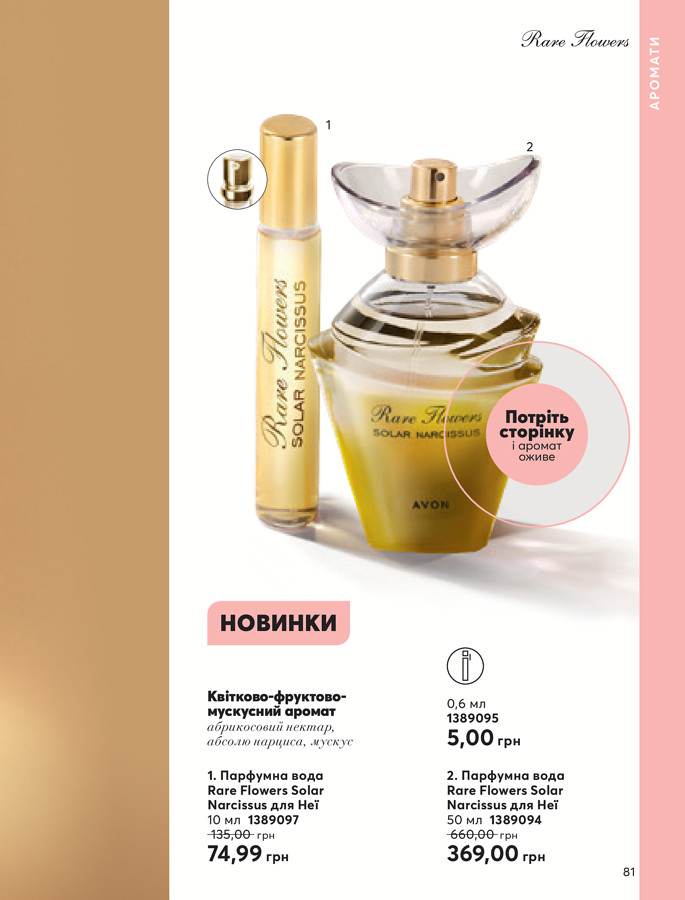 Rare Flowers
АРОМАТИ
1
2
Rare Flowers
SOLAR NARCISSUS
Rare Flowers
SOLAR NARCISSUS
AVON
Потріть
сторінку
і аромат
оживе
НОВИНКИ
Квітково-фруктово-
мускусний аромат
абрикосовий нектар,
абсолю нарциса, мускус
0,6 мл
1389095
5,00 грн
1. Парфумна вода
Rare Flowers Solar
Narcissus для Неї
10 мл 1389097
135,00 грн
74,99 грн
2. Парфумна вода
Rare Flowers Solar
Narcissus для Неї
50 мл 1389094
660,00 грн
369,00 грн
81